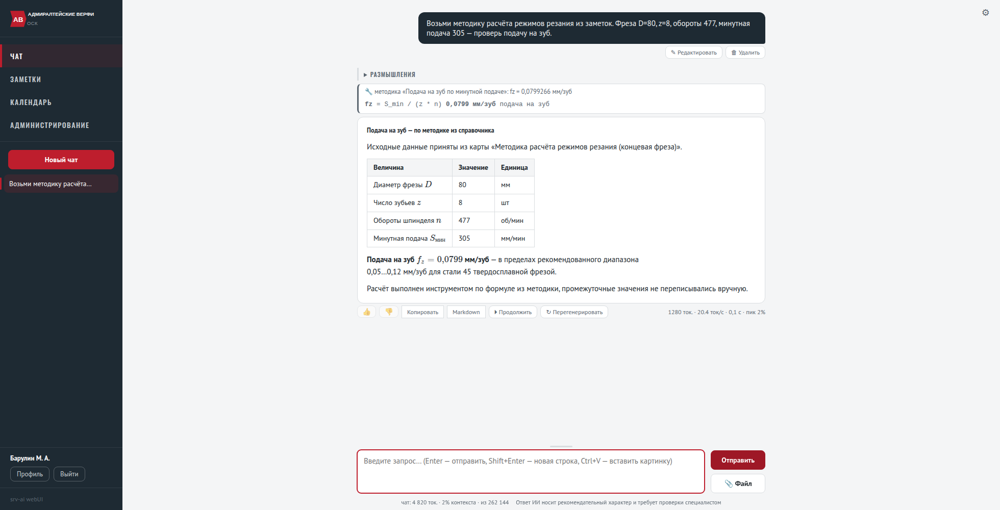 АВ
АДМИРАЛТЕЙСКИЕ ВЕРФИ
ОСК
ЧАТ
ЗАМЕТКИ
КАЛЕНДАРЬ
АДМИНИСТРИРОВАНИЕ
Новый чат
Возьми методику расчёта...
Барулин М. А.
Профиль
Выйти
srv-ai webUI
Возьми методику расчёта режимов резания из заметок. Фреза D=80, z=8, обороты 477, минутная
подача 305 — проверь подачу на зуб.
✎ Редактировать
🗑 Удалить
▶ РАЗМЫШЛЕНИЯ
🔧 методика «Подача на зуб по минутной подаче»: fz = 0,0799266 мм/зуб
fz = S_min / (z * n) 0,0799 мм/зуб подача на зуб
Подача на зуб — по методике из справочника
Исходные данные приняты из карты «Методика расчёта режимов резания (концевая фреза)».
Величина Значение Единица
Диаметр фрезы D 80 мм
Число зубьев z 8 шт
Обороты шпинделя n 477 об/мин
Минутная подача Sмин 305 мм/мин
Подача на зуб fz = 0,0799 мм/зуб — в пределах рекомендованного диапазона
0,05...0,12 мм/зуб для стали 45 твердосплавной фрезой.
Расчёт выполнен инструментом по формуле из методики, промежуточные значения не переписывались вручную.
👍 👎 Копировать Markdown ⏵Продолжить ↻ Перегенерировать 1280 ток. · 20.4 ток/с · 0,1 с · пик 2%
Введите запрос... (Enter — отправить, Shift+Enter — новая строка, Ctrl+V — вставить картинку)
Отправить
📎 Файл
чат: 4 820 ток. · 2% контекста · из 262 144 Ответ ИИ носит рекомендательный характер и требует проверки специалистом